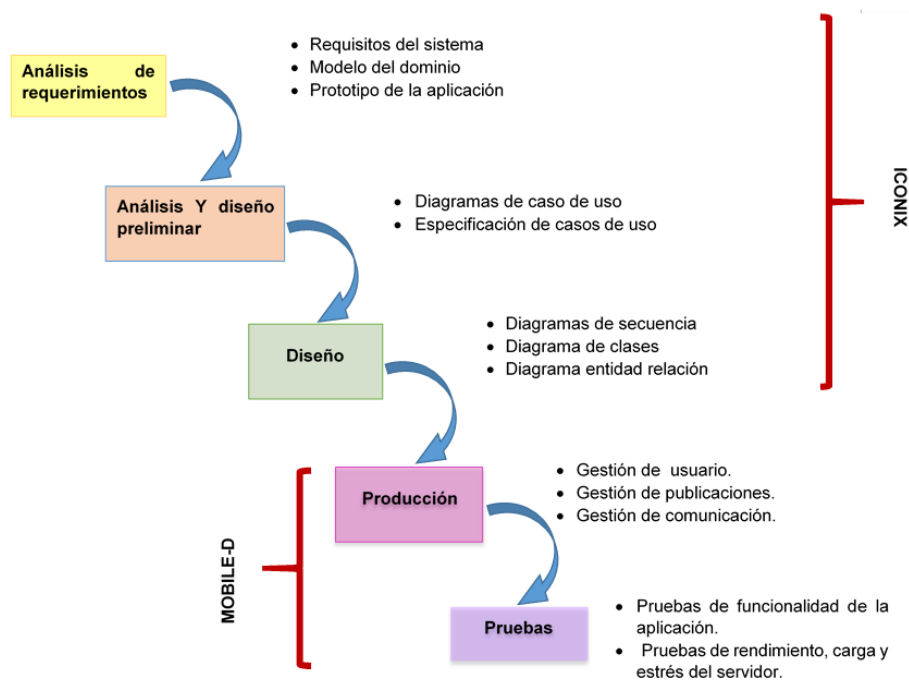 Análisis de
requerimientos
• Requisitos del sistema
• Modelo del dominio
• Prototipo de la aplicación
Análisis Y diseño
preliminar
• Diagramas de caso de uso
• Especificación de casos de uso
Diseño
• Diagramas de secuencia
• Diagrama de clases
• Diagrama entidad relación
ICONIX
Producción
• Gestión de usuario.
• Gestión de publicaciones.
• Gestión de comunicación.
Pruebas
• Pruebas de funcionalidad de la
aplicación.
• Pruebas de rendimiento, carga y
estrés del servidor.
MOBILE-D